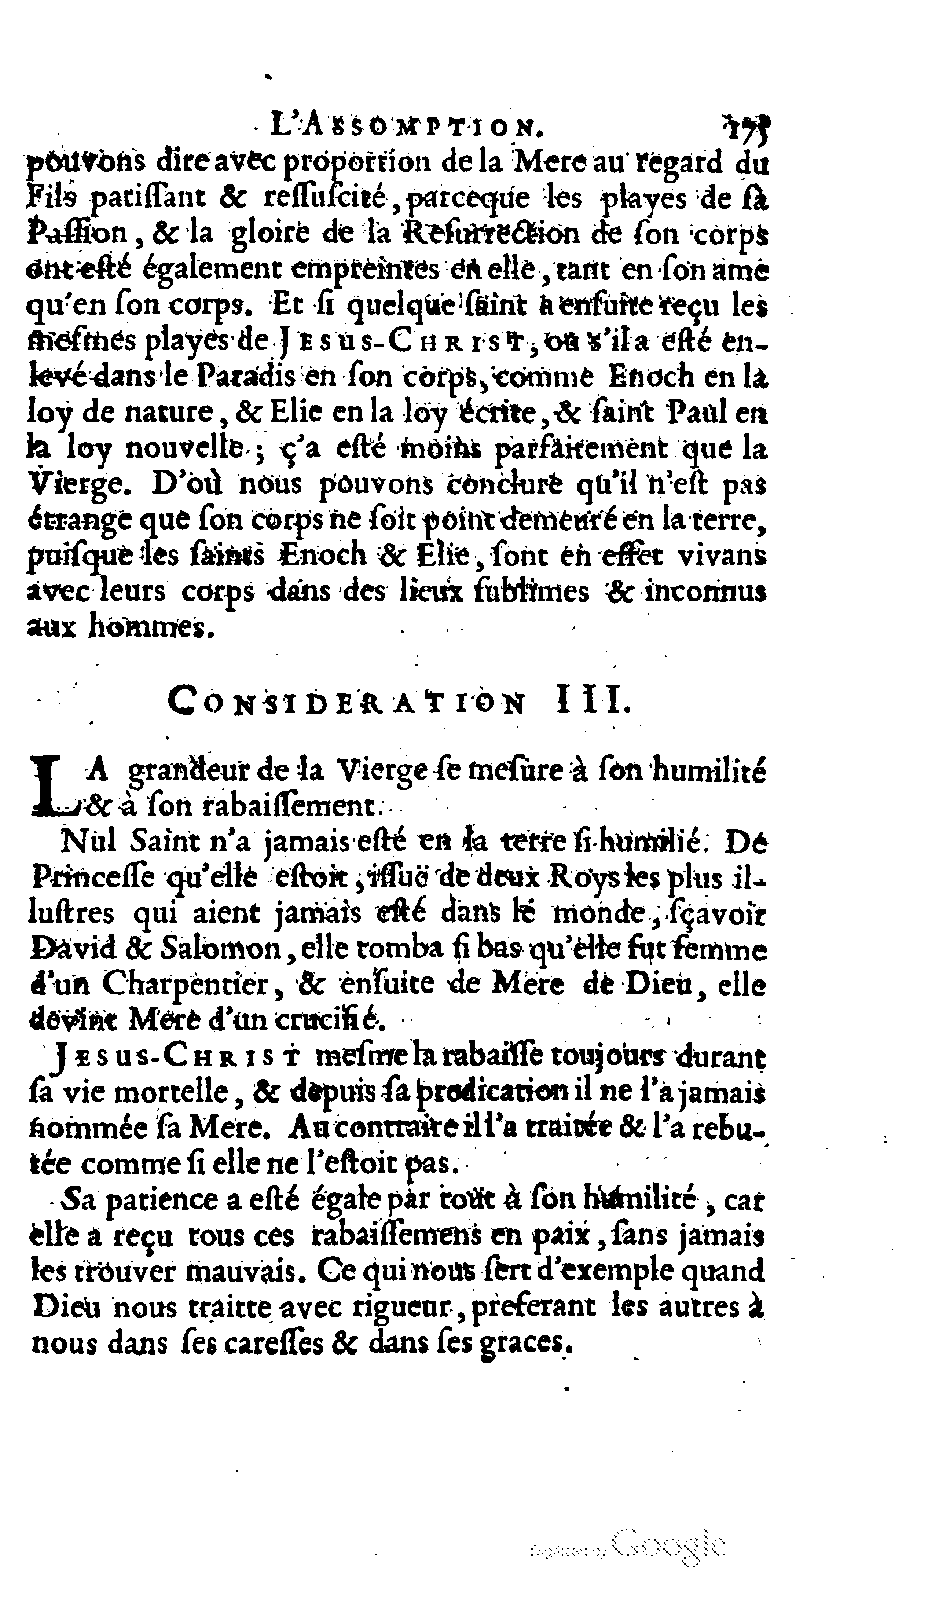 L'ASSOMPTION. 175
pouvons dire avec proportion de la Mere au regard du
Fils patiſſant & reſſuſcité, parceque les playes de ſa
Paſſion, & la gloire de la Reſurrection de ſon corps
ont eſté également empreintes en elle, tant en ſon ame
qu'en ſon corps. Et ſi quelque ſaint a enſuite reçu les
meſmes playes de JESUS-CHRIST, ou s'il a eſté en-
levé dans le Paradis en ſon corps, comme Enoch en la
loy de nature, & Elie en la loy écrite, & ſaint Paul en
la loy nouvelle; ç'a eſté moins parfaitement que la
Vierge. D'où nous pouvons conclure qu'il n'eſt pas
étrange que ſon corps ne ſoit point demeuré en la terre,
puiſque les ſaints Enoch & Elie, ſont en effet vivans
avec leurs corps dans des lieux ſublimes & inconnus
aux hommes.
CONSIDERATION III.
LA grandeur de la Vierge ſe meſure à ſon humilité
& à ſon rabaiſſement.
Nul Saint n'a jamais eſté en la terre ſi humilié. De
Princeſſe qu'elle eſtoit, iſſuë de deux Roys les plus il-
luſtres qui aient jamais eſté dans le monde, ſçavoir
David & Salomon, elle tomba ſi bas qu'elle fut femme
d'un Charpentier, & enſuite de Mere de Dieu, elle
devint Mere d'un crucifié.
JESUS-CHRIST meſme la rabaiſſe toujours durant
ſa vie mortelle, & depuis ſa prédication il ne l'a jamais
nommée ſa Mere. Au contraire il l'a traitée & l'a rebu-
tée comme ſi elle ne l'eſtoit pas.
Sa patience a eſté égale par tout à ſon humilité, car
elle a reçu tous ces rabaiſſemens en paix, ſans jamais
les trouver mauvais. Ce qui nous ſert d'exemple quand
Dieu nous traitte avec rigueur, preferant les autres à
nous dans ſes careſſes & dans ſes graces.
Digitized by Google